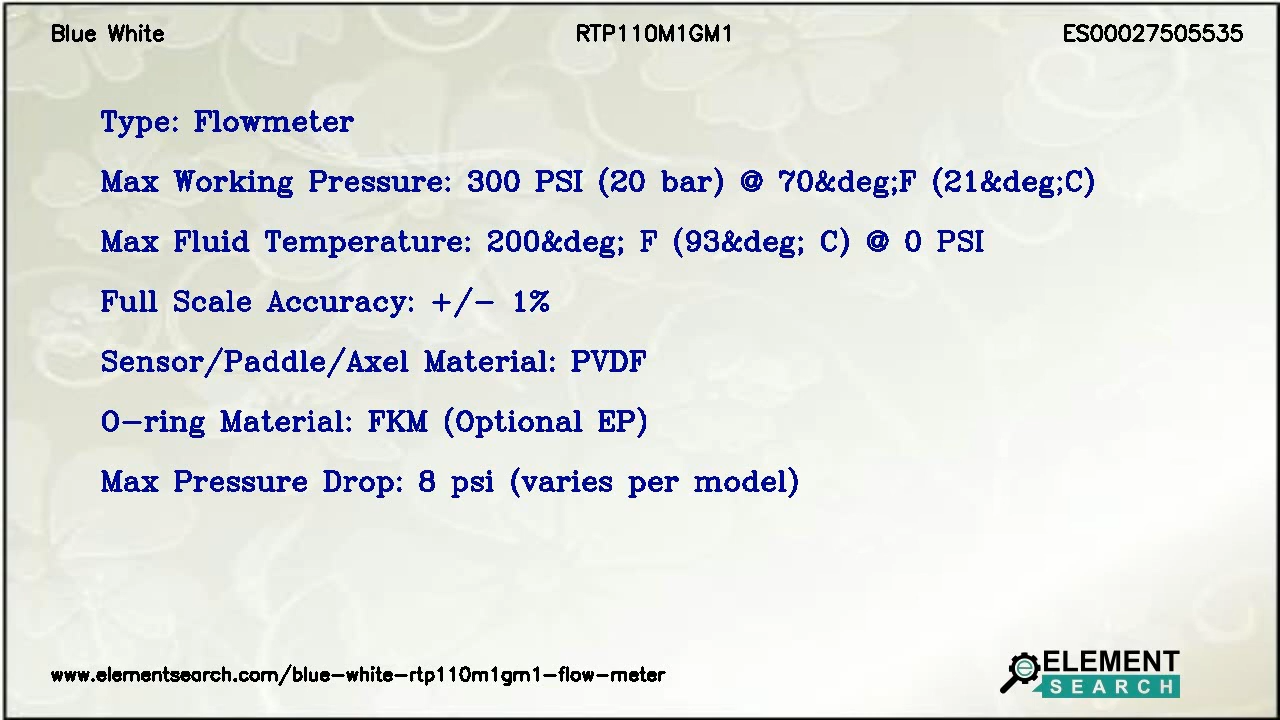 Blue White RTP110M1GM1 ES00027505535
Type: Flowmeter
Max Working Pressure: 300 PSI (20 bar) @ 70&deg;F (21&deg;C)
Max Fluid Temperature: 200&deg; F (93&deg; C) @ 0 PSI
Full Scale Accuracy: +/- 1%
Sensor/Paddle/Axel Material: PVDF
O-ring Material: FKM (Optional EP)
Max Pressure Drop: 8 psi (varies per model)
www.elementsearch.com/blue-white-rtp110m1gm1-flow-meter
ELEMENT
SEARCH